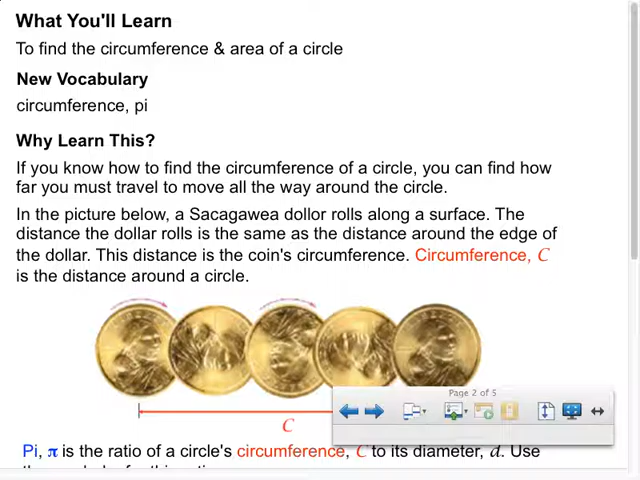 What You'll Learn
To find the circumference & area of a circle
New Vocabulary
circumference, pi
Why Learn This?
If you know how to find the circumference of a circle, you can find how
far you must travel to move all the way around the circle.
In the picture below, a Sacagawea dollor rolls along a surface. The
distance the dollar rolls is the same as the distance around the edge of
the dollar. This distance is the coin's circumference. Circumference, C
is the distance around a circle.
Page 2 of 5
C
Pi, π is the ratio of a circle's circumference, C to its diameter, d. Use